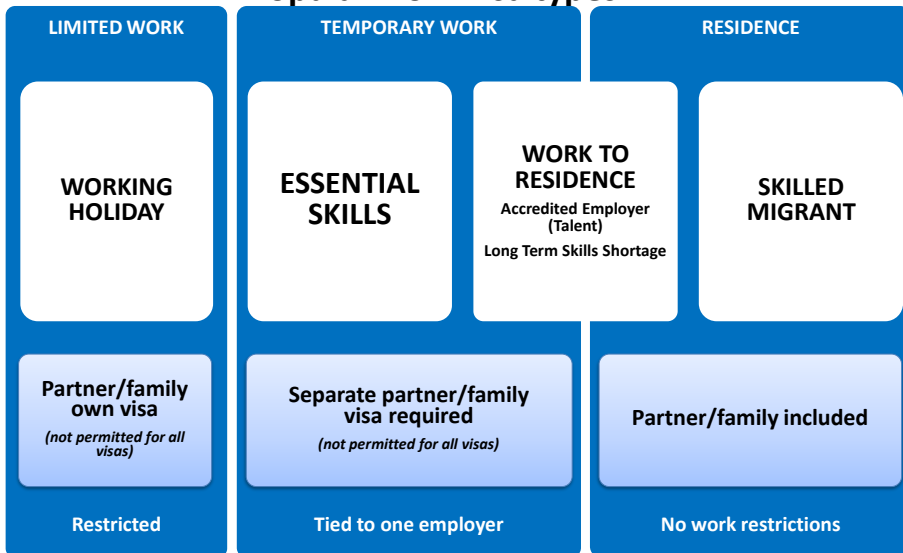 LIMITED WORK
TEMPORARY WORK
RESIDENCE
WORKING
HOLIDAY
ESSENTIAL
SKILLS
WORK TO
RESIDENCE
Accredited Employer
(Talent)
Long Term Skills Shortage
SKILLED
MIGRANT
Partner/family
own visa
(not permitted for all
visas)
Separate partner/family
visa required
(not permitted for all visas)
Partner/family included
Restricted
Tied to one employer
No work restrictions